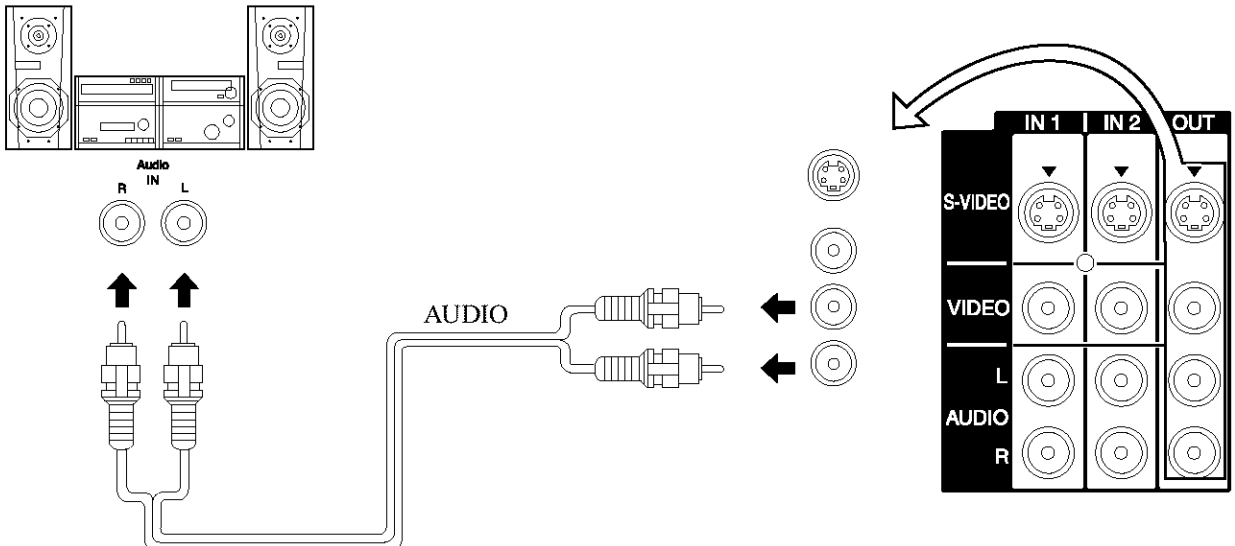 Audio
IN
R L
AUDIO
IN 1 IN 2 OUT
S-VIDEO
VIDEO
L
AUDIO
R